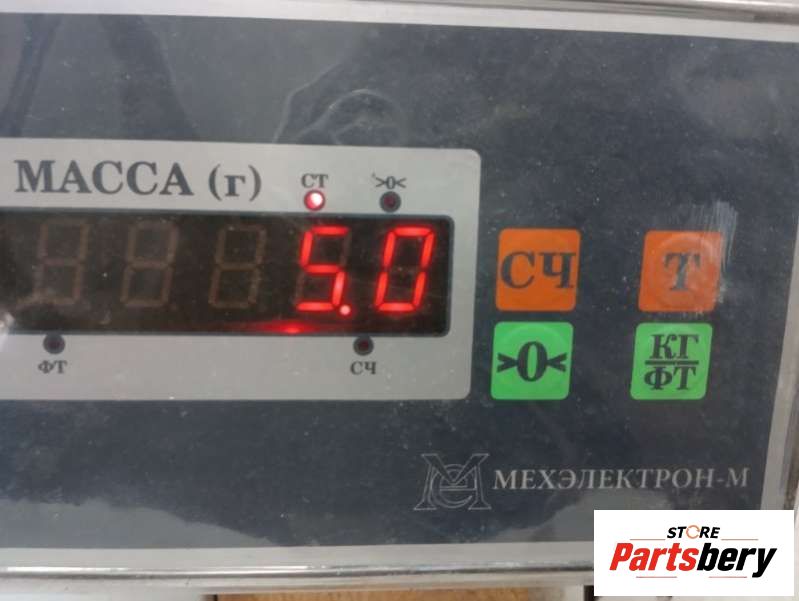 МАССА (г)
СТ
>0<
5.0
ФТ
СЧ
СЧ
Т
>0<
КГ
ФТ
МЕХЭЛЕКТРОН-М
STORE
Partsbery